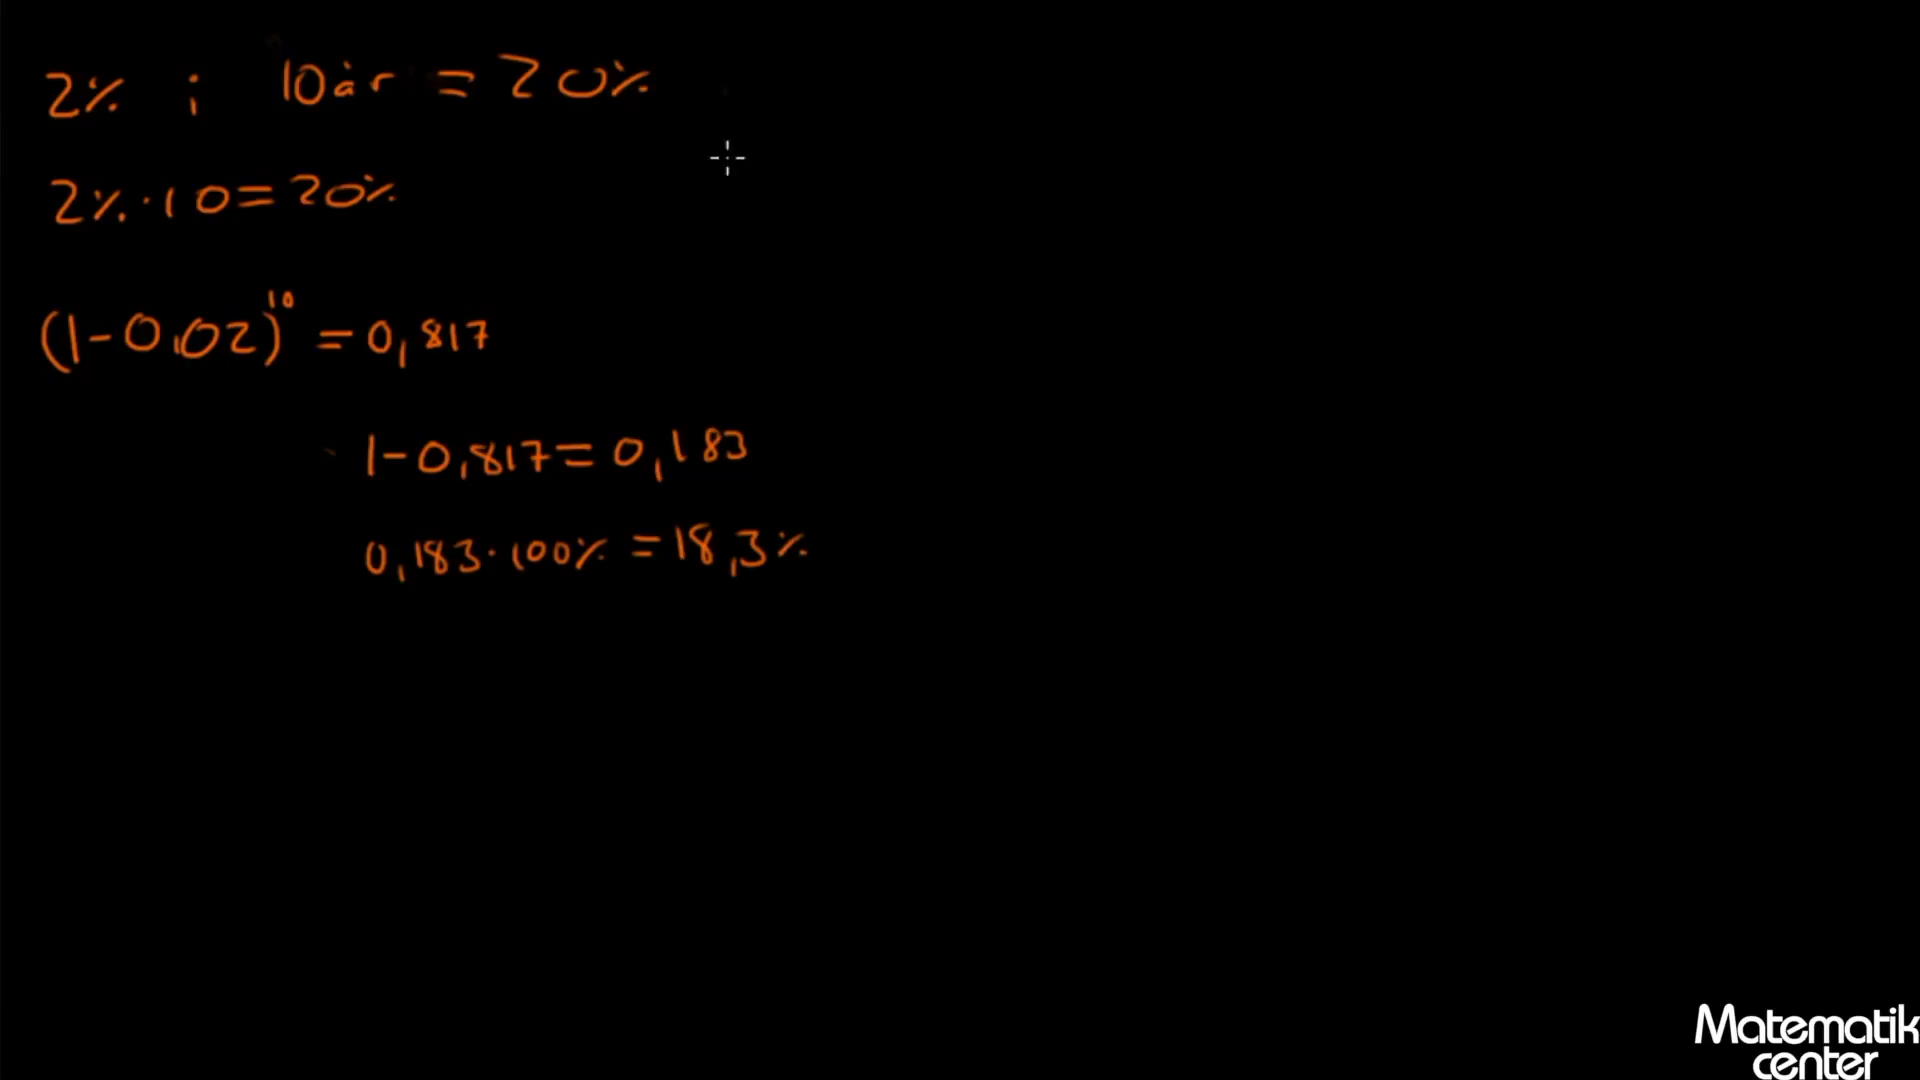 2% i 10år = 20%
2%·10=20%
(1-0,02)¹⁰ = 0,817
1-0,817=0,183
0,183·100% = 18,3%
Matematik
center